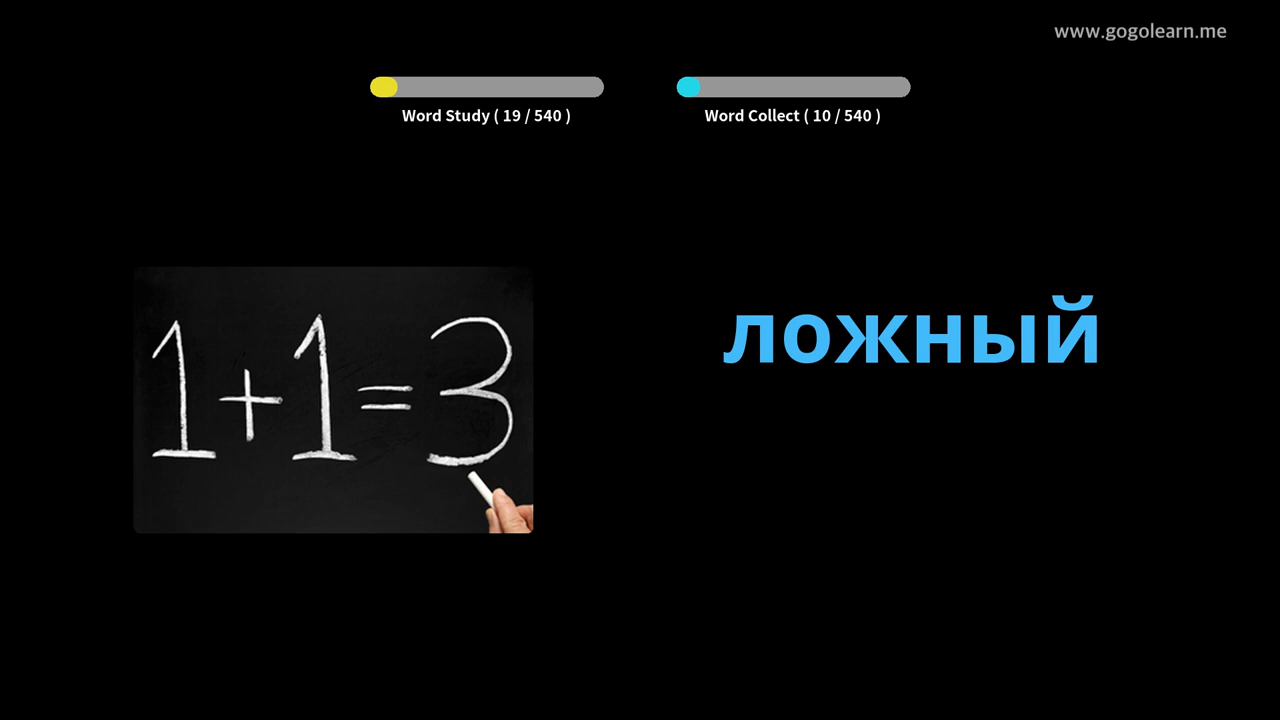 www.gogolearn.me
Word Study ( 19 / 540 )
Word Collect ( 10 / 540 )
1+1=3
ложный